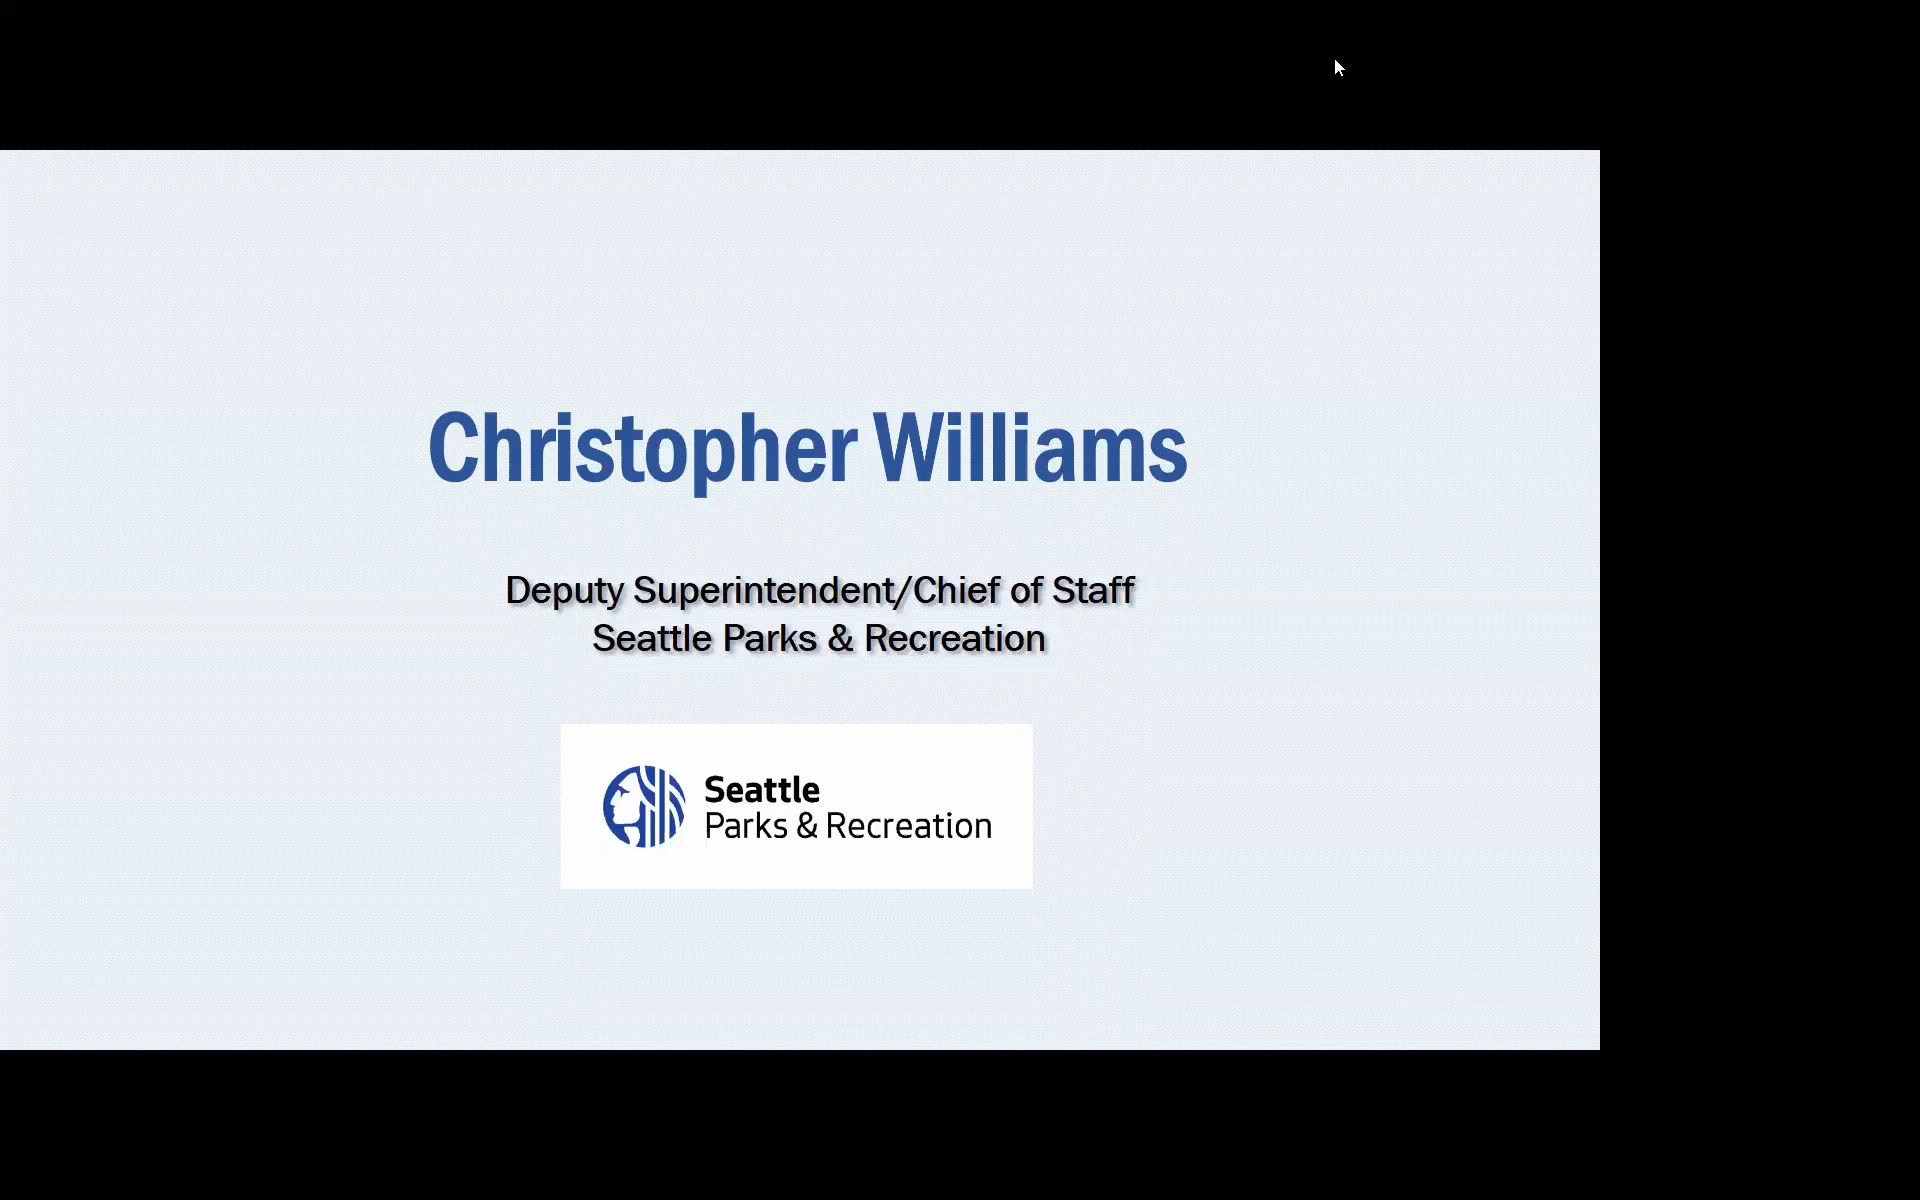 Christopher Williams
Deputy Superintendent/Chief of Staff
Seattle Parks & Recreation
Seattle
Parks & Recreation